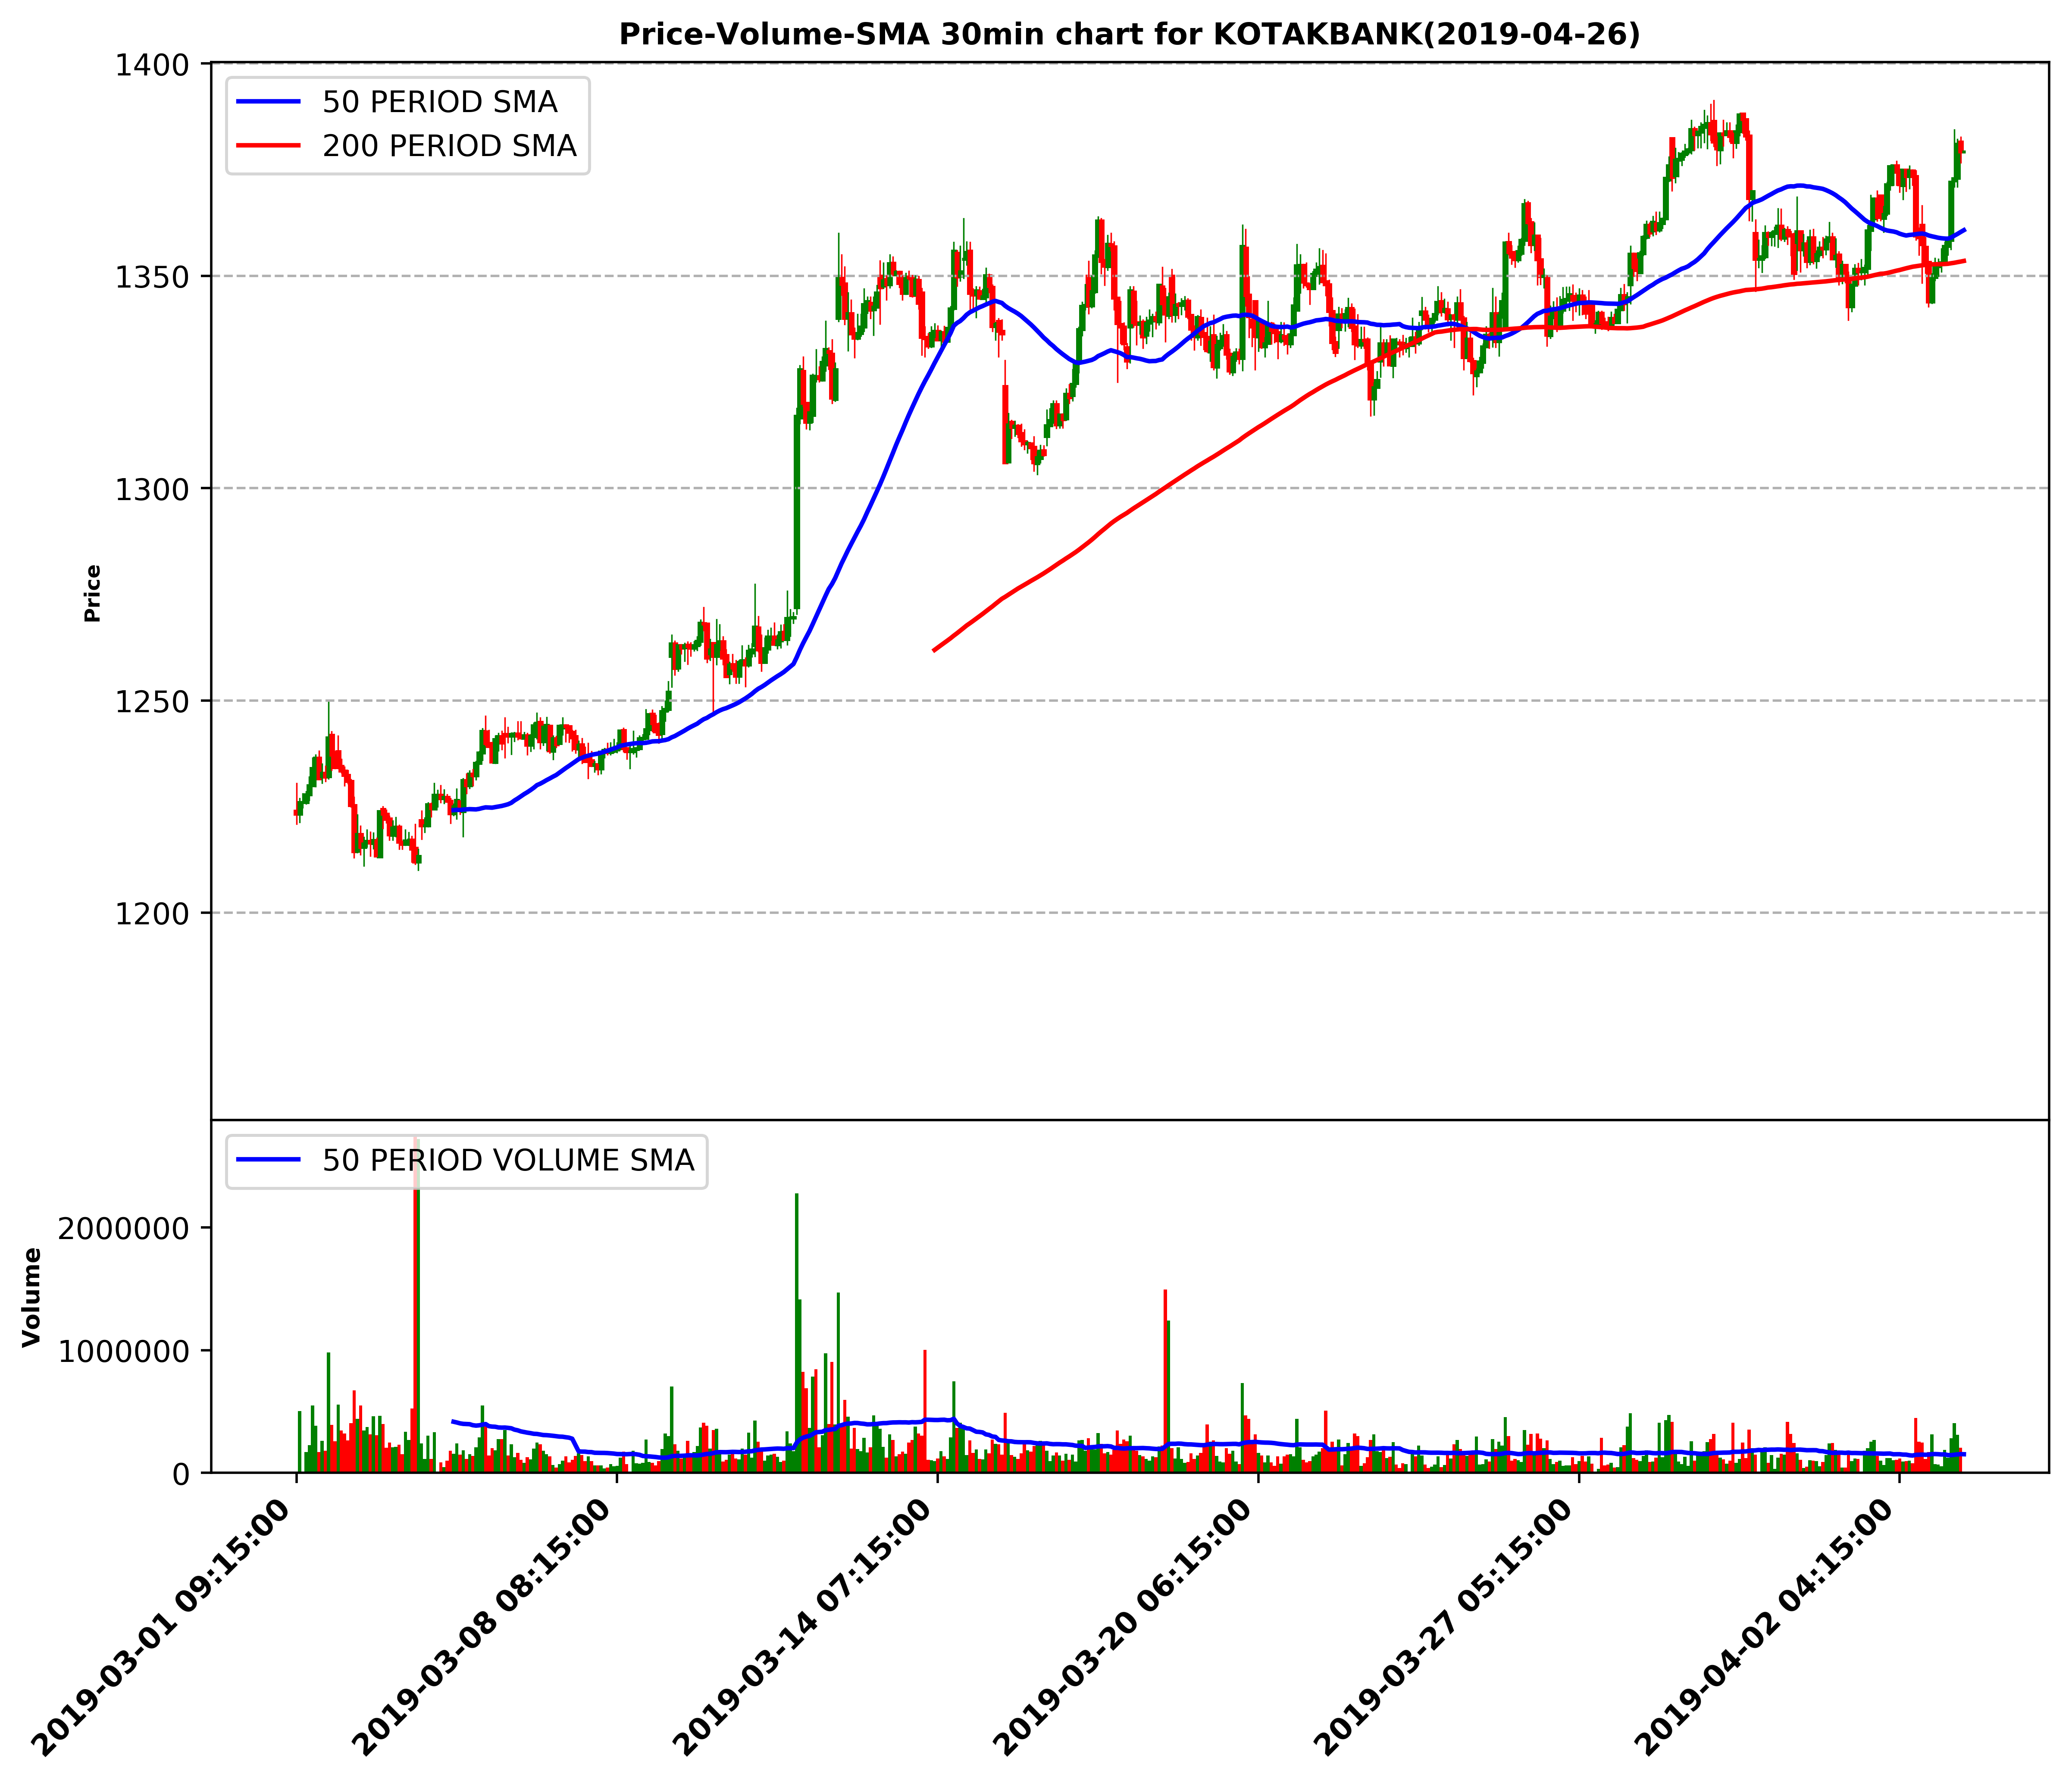 Price-Volume-SMA 30min chart for KOTAKBANK(2019-04-26)
50 PERIOD SMA
200 PERIOD SMA
1400
1350
1300
1250
1200
Price
50 PERIOD VOLUME SMA
2000000
1000000
0
Volume
2019-03-01 09:15:00
2019-03-08 08:15:00
2019-03-14 07:15:00
2019-03-20 06:15:00
2019-03-27 05:15:00
2019-04-02 04:15:00